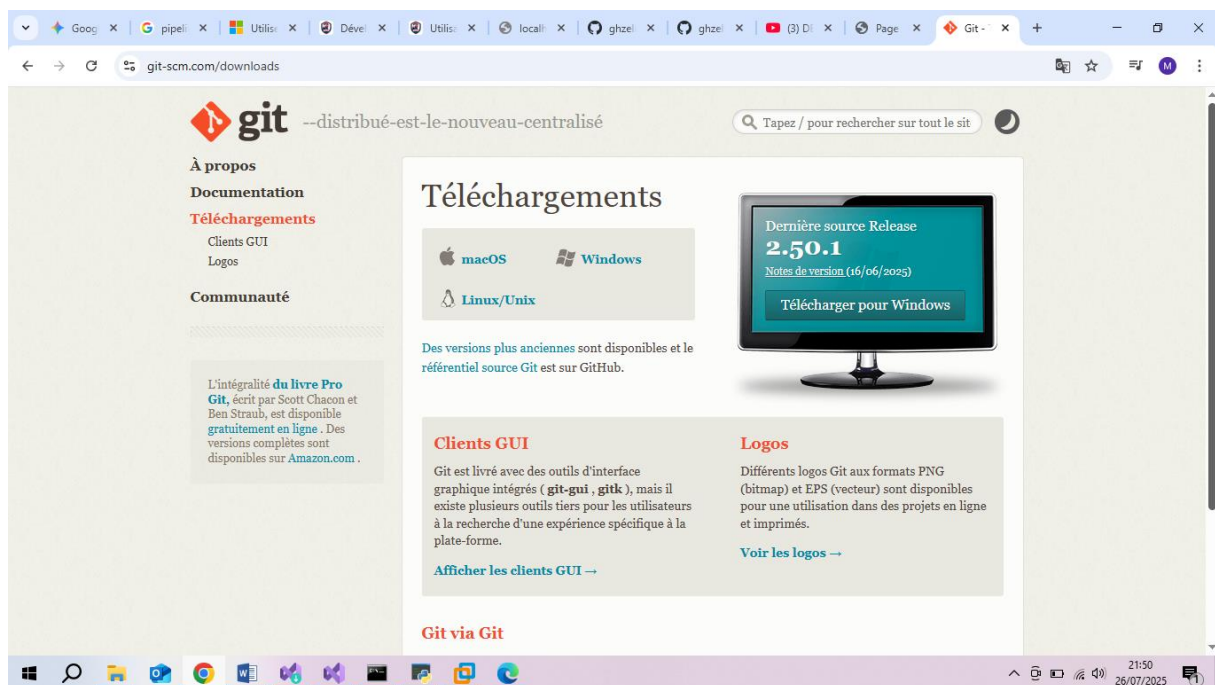 Goog
pipeli
Utilis
Dével
Utilisa
localh
ghzel
ghzel
(3) Di
Page
Git -
git-scm.com/downloads
M
git --distribué-est-le-nouveau-centralisé
Tapez / pour rechercher sur tout le sit
À propos
Documentation
Téléchargements
Clients GUI
Logos
Communauté
L'intégralité du livre Pro
Git, écrit par Scott Chacon et
Ben Straub, est disponible
gratuitement en ligne . Des
versions complètes sont
disponibles sur Amazon.com .
Téléchargements
macOS
Windows
Linux/Unix
Des versions plus anciennes sont disponibles et le
référentiel source Git est sur GitHub.
Dernière source Release
2.50.1
Notes de version (16/06/2025)
Télécharger pour Windows
Clients GUI
Git est livré avec des outils d'interface
graphique intégrés ( git-gui , gitk ), mais il
existe plusieurs outils tiers pour les utilisateurs
à la recherche d'une expérience spécifique à la
plate-forme.
Afficher les clients GUI →
Logos
Différents logos Git aux formats PNG
(bitmap) et EPS (vecteur) sont disponibles
pour une utilisation dans des projets en ligne
et imprimés.
Voir les logos →
Git via Git
21:50
26/07/2025